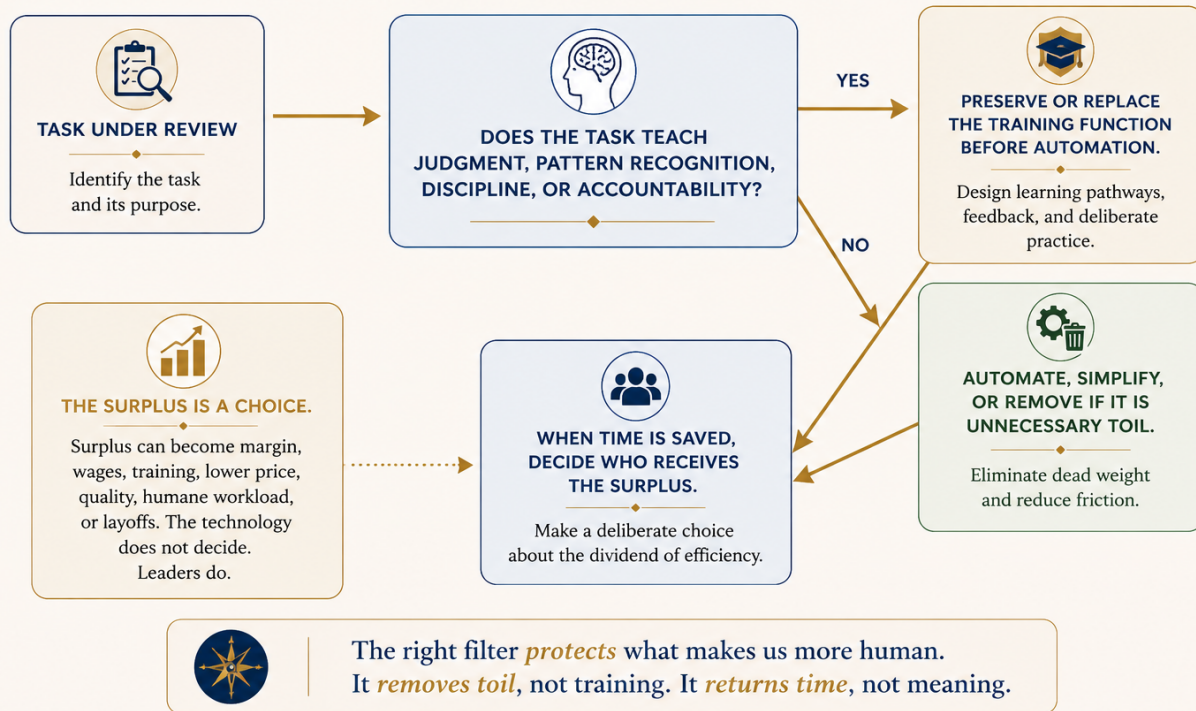 TASK UNDER REVIEW
Identify the task
and its purpose.
DOES THE TASK TEACH
JUDGMENT, PATTERN RECOGNITION,
DISCIPLINE, OR ACCOUNTABILITY?
YES
NO
PRESERVE OR REPLACE
THE TRAINING FUNCTION
BEFORE AUTOMATION.
Design learning pathways,
feedback, and deliberate
practice.
AUTOMATE, SIMPLIFY,
OR REMOVE IF IT IS
UNNECESSARY TOIL.
Eliminate dead weight
and reduce friction.
THE SURPLUS IS A CHOICE.
Surplus can become margin,
wages, training, lower price,
quality, humane workload,
or layoffs. The technology
does not decide.
Leaders do.
WHEN TIME IS SAVED,
DECIDE WHO RECEIVES
THE SURPLUS.
Make a deliberate choice
about the dividend of efficiency.
The right filter protects what makes us more human.
It removes toil, not training. It returns time, not meaning.